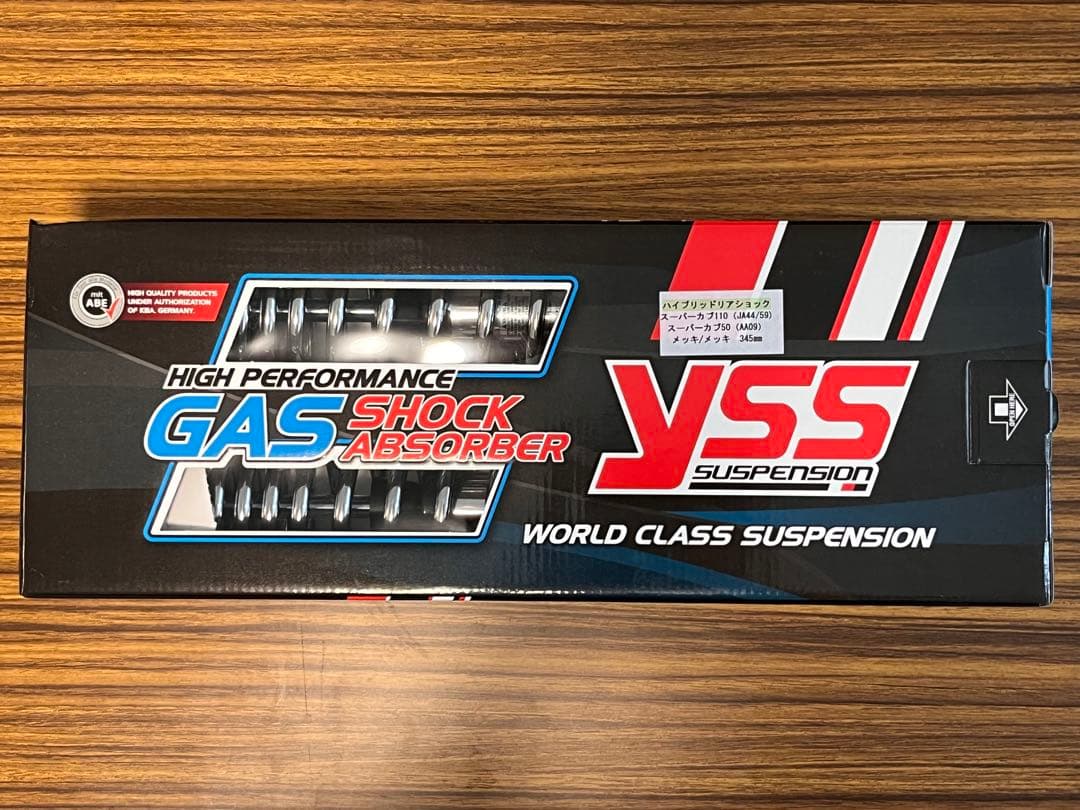 mit
ABE
HIGH QUALITY PRODUCTS
UNDER AUTHORIZATION
OF KBA, GERMANY.
ハイブリッドリアショック
スーパーカブ110 (JA44/59)
スーパーカブ50 (AA09)
メッキ/メッキ 345mm
HIGH PERFORMANCE
GAS SHOCK
ABSORBER
YSS
SUSPENSION
WORLD CLASS SUSPENSION
OPEN HERE